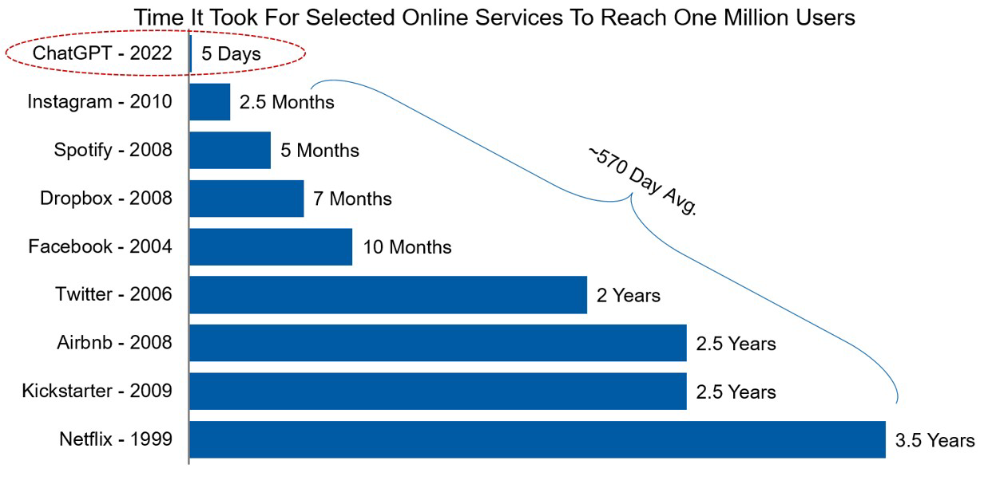 Time It Took For Selected Online Services To Reach One Million Users
ChatGPT - 2022 5 Days
Instagram - 2010 2.5 Months
Spotify - 2008 5 Months
~570 Day Avg.
Dropbox - 2008 7 Months
Facebook - 2004 10 Months
Twitter - 2006 2 Years
Airbnb - 2008 2.5 Years
Kickstarter - 2009 2.5 Years
Netflix - 1999 3.5 Years